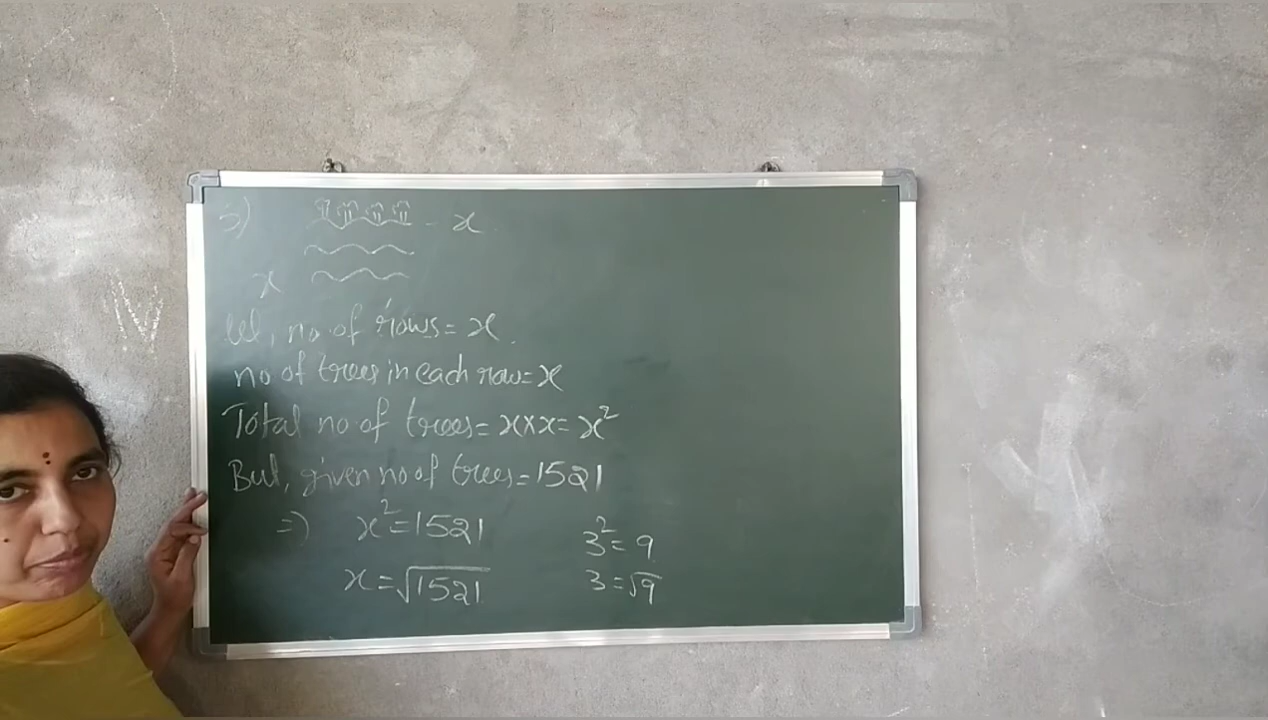 5) - x
x
let, no of rows = x.
no of trees in each row = x
Total no of trees = x×x = x²
But, given no of trees = 1521
=) x² = 1521 3² = 9
x = √1521 3 = √9